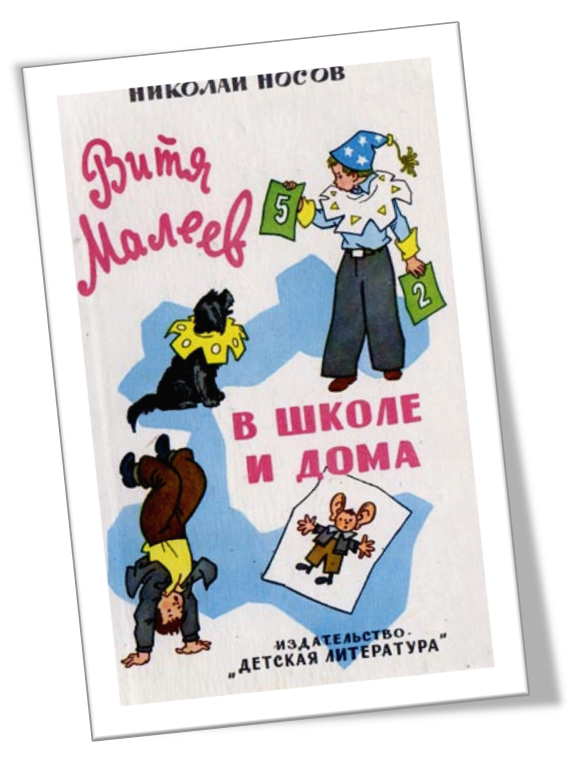 НИКОЛАЙ НОСОВ
Витя
Малеев
5
2
В ШКОЛЕ
И ДОМА
ИЗДАТЕЛЬСТВО
„ДЕТСКАЯ ЛИТЕРАТУРА"